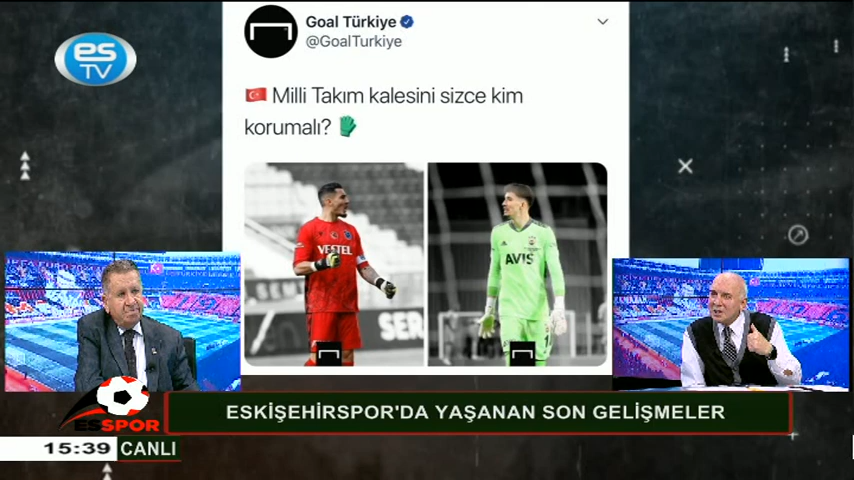 Goal Türkiye
@GoalTurkiye
es
TV
Milli Takım kalesini sizce kim
korumalı?
VESTEL
AVIS
SER
ESKİŞEHİRSPOR'DA YAŞANAN SON GELİŞMELER
ESSPOR
15:39 CANLI